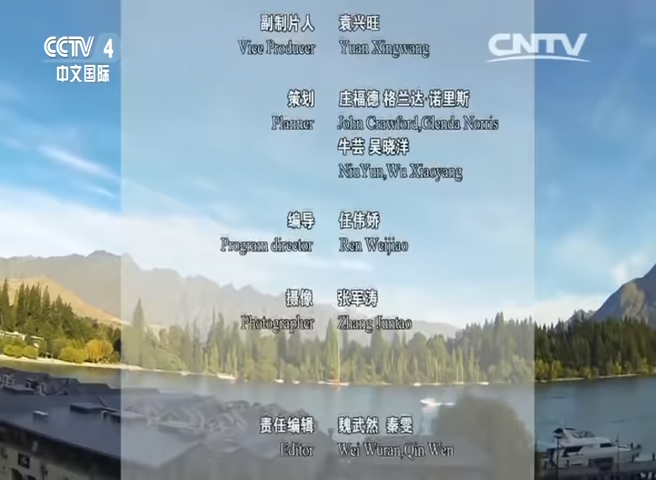 CCTV 4
中文国际
CNTV
副制片人 袁兴旺
Vice Producer Yuan Xingwang
策划 庄福德 格兰达·诺里斯
Planner John Crawford,Glenda Norris
牛芸 吴晓洋
NiuYun,Wu Xiaoyang
编导 任伟娇
Program director Ren Weijiao
摄像 张军涛
Photographer Zhang Juntao
责任编辑 魏武然 秦雯
Editor Wei Wuran,Qin Wen